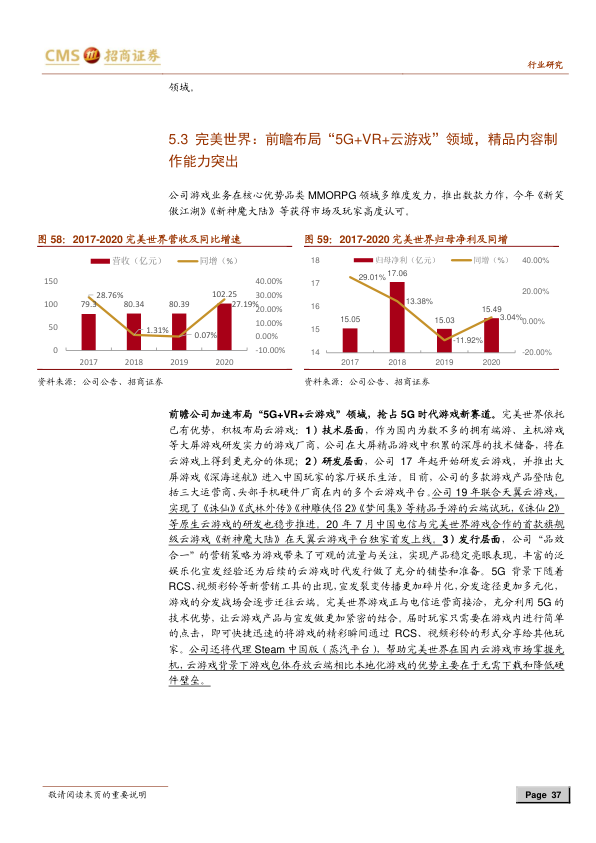 CMS 招商证券
行业研究
领域。
5.3 完美世界：前瞻布局“5G+VR+云游戏”领域，精品内容制
作能力突出
公司游戏业务在核心优势品类 MMORPG 领域多维度发力，推出数款力作，今年《新笑
傲江湖》《新神魔大陆》等获得市场及玩家高度认可。
图 58：2017-2020 完美世界营收及同比增速
营收（亿元） 同增（%）
150
100
50
0
40.00%
30.00%
20.00%
10.00%
0.00%
-10.00%
79.3
80.34
80.39
102.25
28.76%
1.31%
0.07%
27.19%
2017 2018 2019 2020
资料来源：公司公告、招商证券
图 59：2017-2020 完美世界归母净利及同增
归母净利（亿元） 同增（%）
18
17
16
15
14
40.00%
20.00%
0.00%
-20.00%
15.05
17.06
15.03
15.49
29.01%
13.38%
-11.92%
3.04%
2017 2018 2019 2020
资料来源：公司公告、招商证券
前瞻公司加速布局“5G+VR+云游戏”领域，抢占 5G 时代游戏新赛道。完美世界依托
已有优势，积极布局云游戏：1）技术层面，作为国内为数不多的拥有端游、主机游戏
等大屏游戏研发实力的游戏厂商，公司在大屏精品游戏中积累的深厚的技术储备，将在
云游戏上得到更充分的体现；2）研发层面，公司 17 年起开始研发云游戏，并推出大
屏游戏《深海迷航》进入中国玩家的客厅娱乐生活。目前，公司的多款游戏产品登陆包
括三大运营商、头部手机硬件厂商在内的多个云游戏平台。公司 19 年联合天翼云游戏，
实现了《诛仙》《武林外传》《神雕侠侣 2》《梦间集》等精品手游的云端试玩，《诛仙 2》
等原生云游戏的研发也稳步推进。20 年 7 月中国电信与完美世界游戏合作的首款旗舰
级云游戏《新神魔大陆》在天翼云游戏平台独家首发上线。3）发行层面，公司“品效
合一”的营销策略为游戏带来了可观的流量与关注，实现产品稳定亮眼表现，丰富的泛
娱乐化宣发经验还为后续的云游戏时代发行做了充分的铺垫和准备。5G 背景下随着
RCS、视频彩铃等新营销工具的出现，宣发裂变传播更加碎片化，分发途径更加多元化，
游戏的分发战场会逐步迁往云端。完美世界游戏正与电信运营商接洽，充分利用 5G 的
技术优势，让云游戏产品与宣发做更加紧密的结合。届时玩家只需要在游戏内进行简单
的点击，即可快捷迅速的将游戏的精彩瞬间通过 RCS、视频彩铃的形式分享给其他玩
家。公司还将代理 Steam 中国版（蒸汽平台），帮助完美世界在国内云游戏市场掌握先
机，云游戏背景下游戏包体存放云端相比本地化游戏的优势主要在于无需下载和降低硬
件壁垒。
敬请阅读末页的重要说明
Page 37